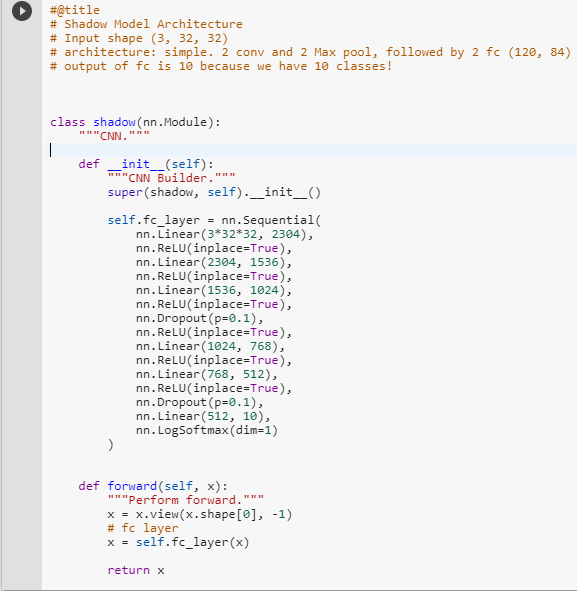 #@title
# Shadow Model Architecture
# Input shape (3, 32, 32)
# architecture: simple. 2 conv and 2 Max pool, followed by 2 fc (120, 84)
# output of fc is 10 because we have 10 classes!
class shadow(nn.Module):
    """CNN."""
    def __init__(self):
        """CNN Builder."""
        super(shadow, self).__init__()
        self.fc_layer = nn.Sequential(
            nn.Linear(3*32*32, 2304),
            nn.ReLU(inplace=True),
            nn.Linear(2304, 1536),
            nn.ReLU(inplace=True),
            nn.Linear(1536, 1024),
            nn.ReLU(inplace=True),
            nn.Dropout(p=0.1),
            nn.ReLU(inplace=True),
            nn.Linear(1024, 768),
            nn.ReLU(inplace=True),
            nn.Linear(768, 512),
            nn.ReLU(inplace=True),
            nn.Dropout(p=0.1),
            nn.Linear(512, 10),
            nn.LogSoftmax(dim=1)
        )
    def forward(self, x):
        """Perform forward."""
        x = x.view(x.shape[0], -1)
        # fc layer
        x = self.fc_layer(x)
        return x